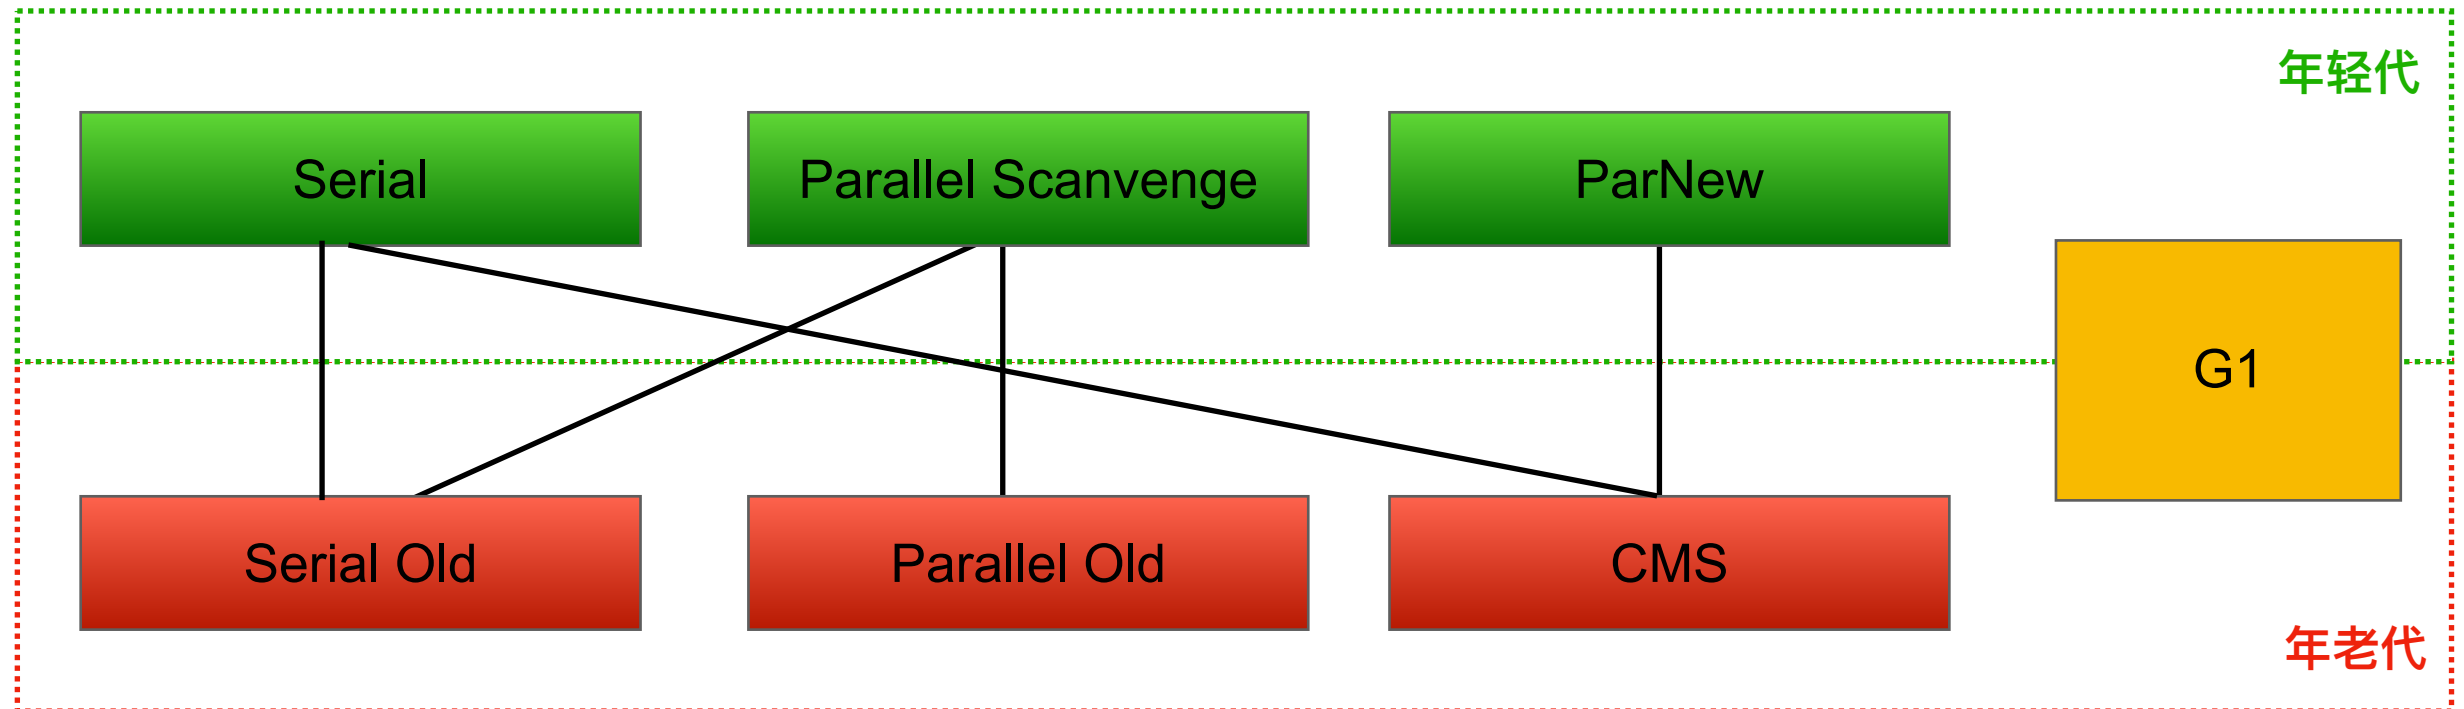 年轻代
Serial
Parallel Scanvenge
ParNew
G1
Serial Old
Parallel Old
CMS
年老代